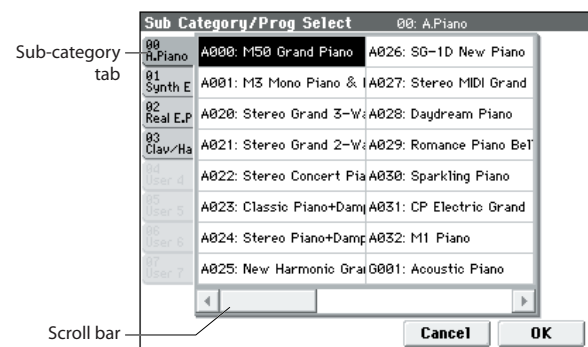 Sub Category/Prog Select 00: A.Piano
Sub-category tab
00 A.Piano
01 Synth E
02 Real E.P
03 Clav/Ha
04 User 4
05 User 5
06 User 6
07 User 7
A000: M50 Grand Piano
A001: M3 Mono Piano &
A020: Stereo Grand 3-Wa
A021: Stereo Grand 2-Wa
A022: Stereo Concert Pia
A023: Classic Piano+Damp
A024: Stereo Piano+Damp
A025: New Harmonic Gra
A026: SG-1D New Piano
A027: Stereo MIDI Grand
A028: Daydream Piano
A029: Romance Piano Bel
A030: Sparkling Piano
A031: CP Electric Grand
A032: M1 Piano
G001: Acoustic Piano
Scroll bar
Cancel OK